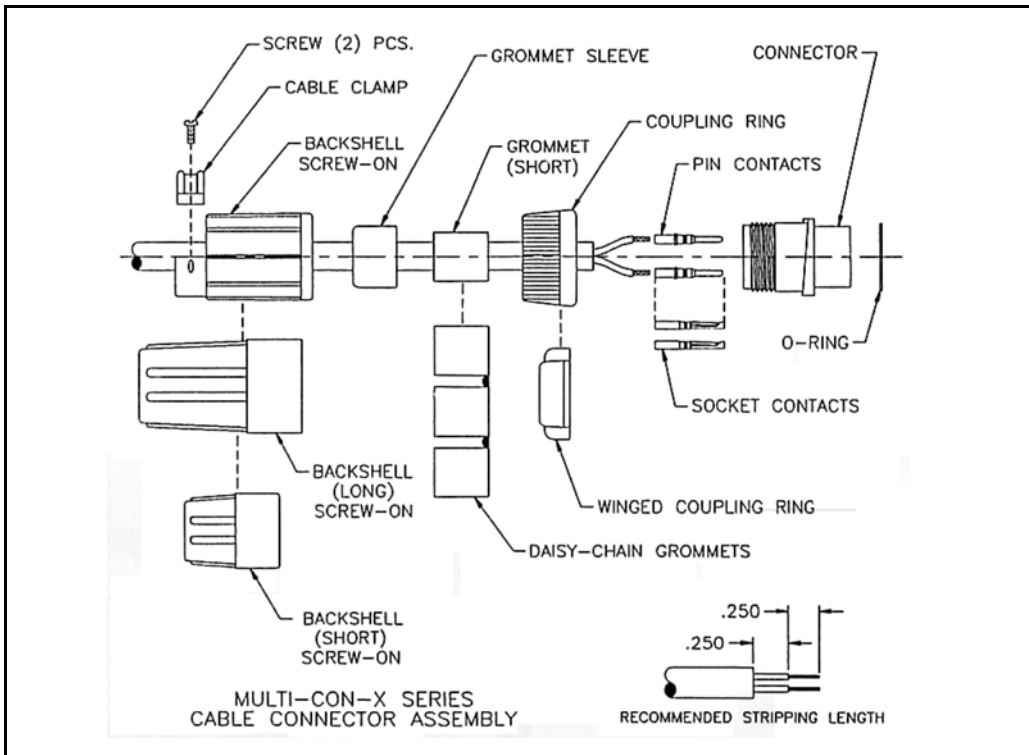 SCREW (2) PCS.
CABLE CLAMP
BACKSHELL
SCREW-ON
GROMMET SLEEVE
GROMMET
(SHORT)
COUPLING RING
PIN CONTACTS
CONNECTOR
O-RING
SOCKET CONTACTS
BACKSHELL
(LONG)
SCREW-ON
WINGED COUPLING RING
DAISY-CHAIN GROMMETS
BACKSHELL
(SHORT)
SCREW-ON
.250
.250
RECOMMENDED STRIPPING LENGTH
MULTI-CON-X SERIES
CABLE CONNECTOR ASSEMBLY